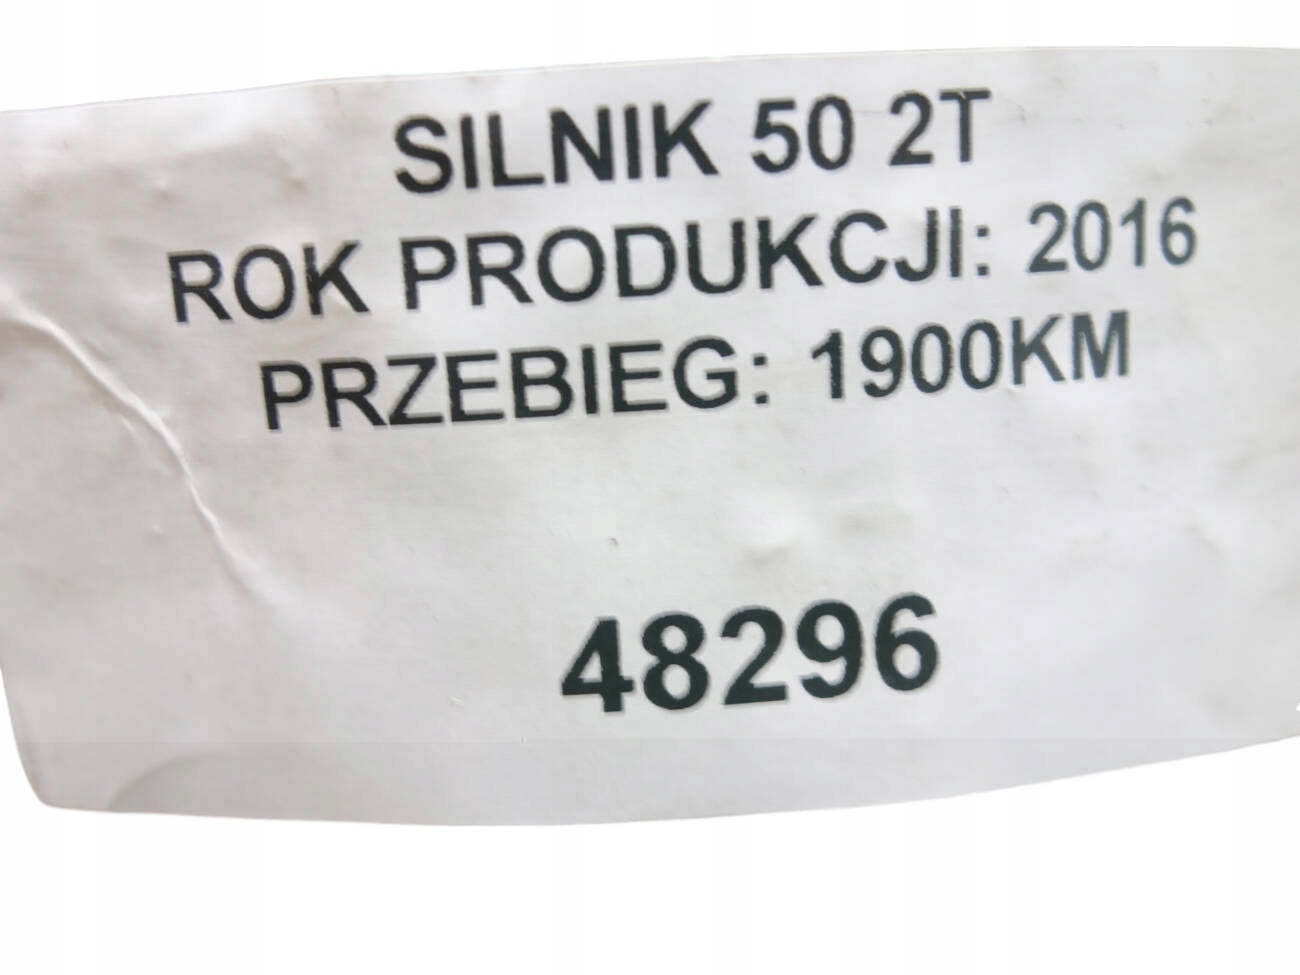 SILNIK 50 2T
ROK PRODUKCJI: 2016
PRZEBIEG: 1900KM
48296